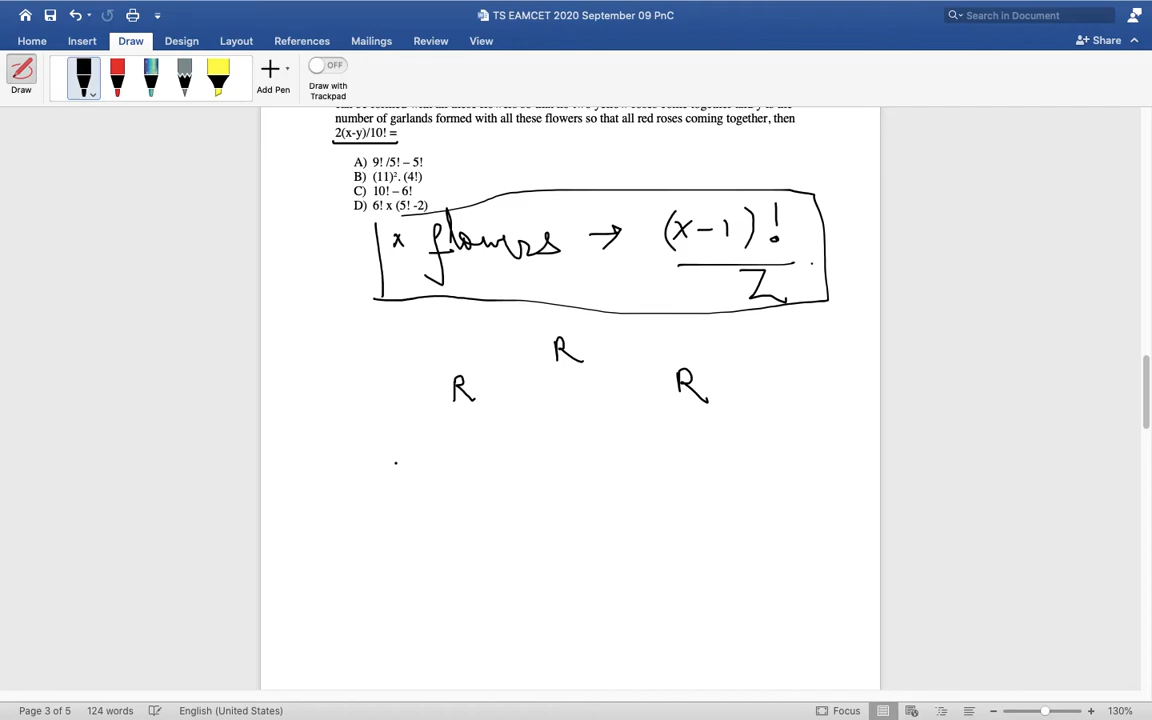 TS EAMCET 2020 September 09 PnC
Search in Document
Home Insert Draw Design Layout References Mailings Review View
Share
OFF
Draw
Add Pen
Draw with
Trackpad
number of garlands formed with all these flowers so that all red roses coming together, then
2(x-y)/10! =
A) 9! /5! – 5!
B) (11)². (4!)
C) 10! – 6!
D) 6! x (5! -2)
x flowers → (x-1)!
2
R
R R
Page 3 of 5 124 words English (United States) Focus 130%